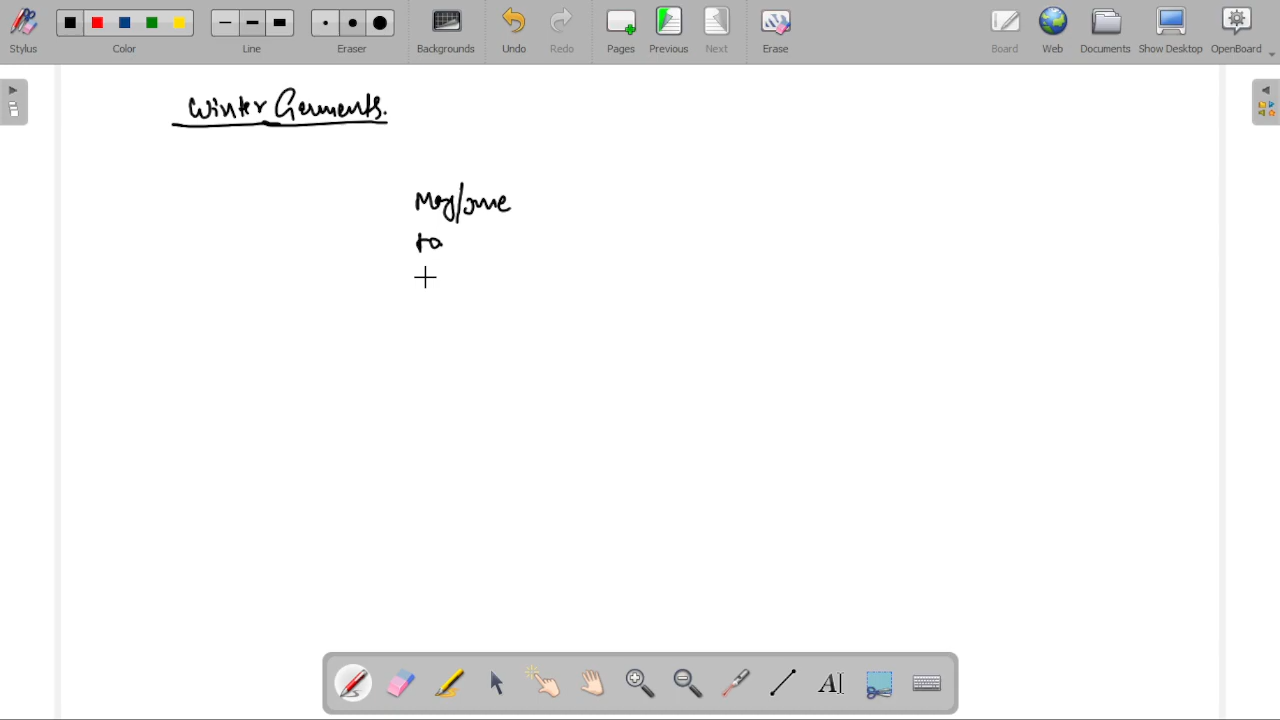 Stylus
Color
Line
Eraser
Backgrounds
Undo
Redo
Pages
Previous
Next
Erase
Board
Web
Documents
Show Desktop
OpenBoard
Winter Garments.
May/June
to